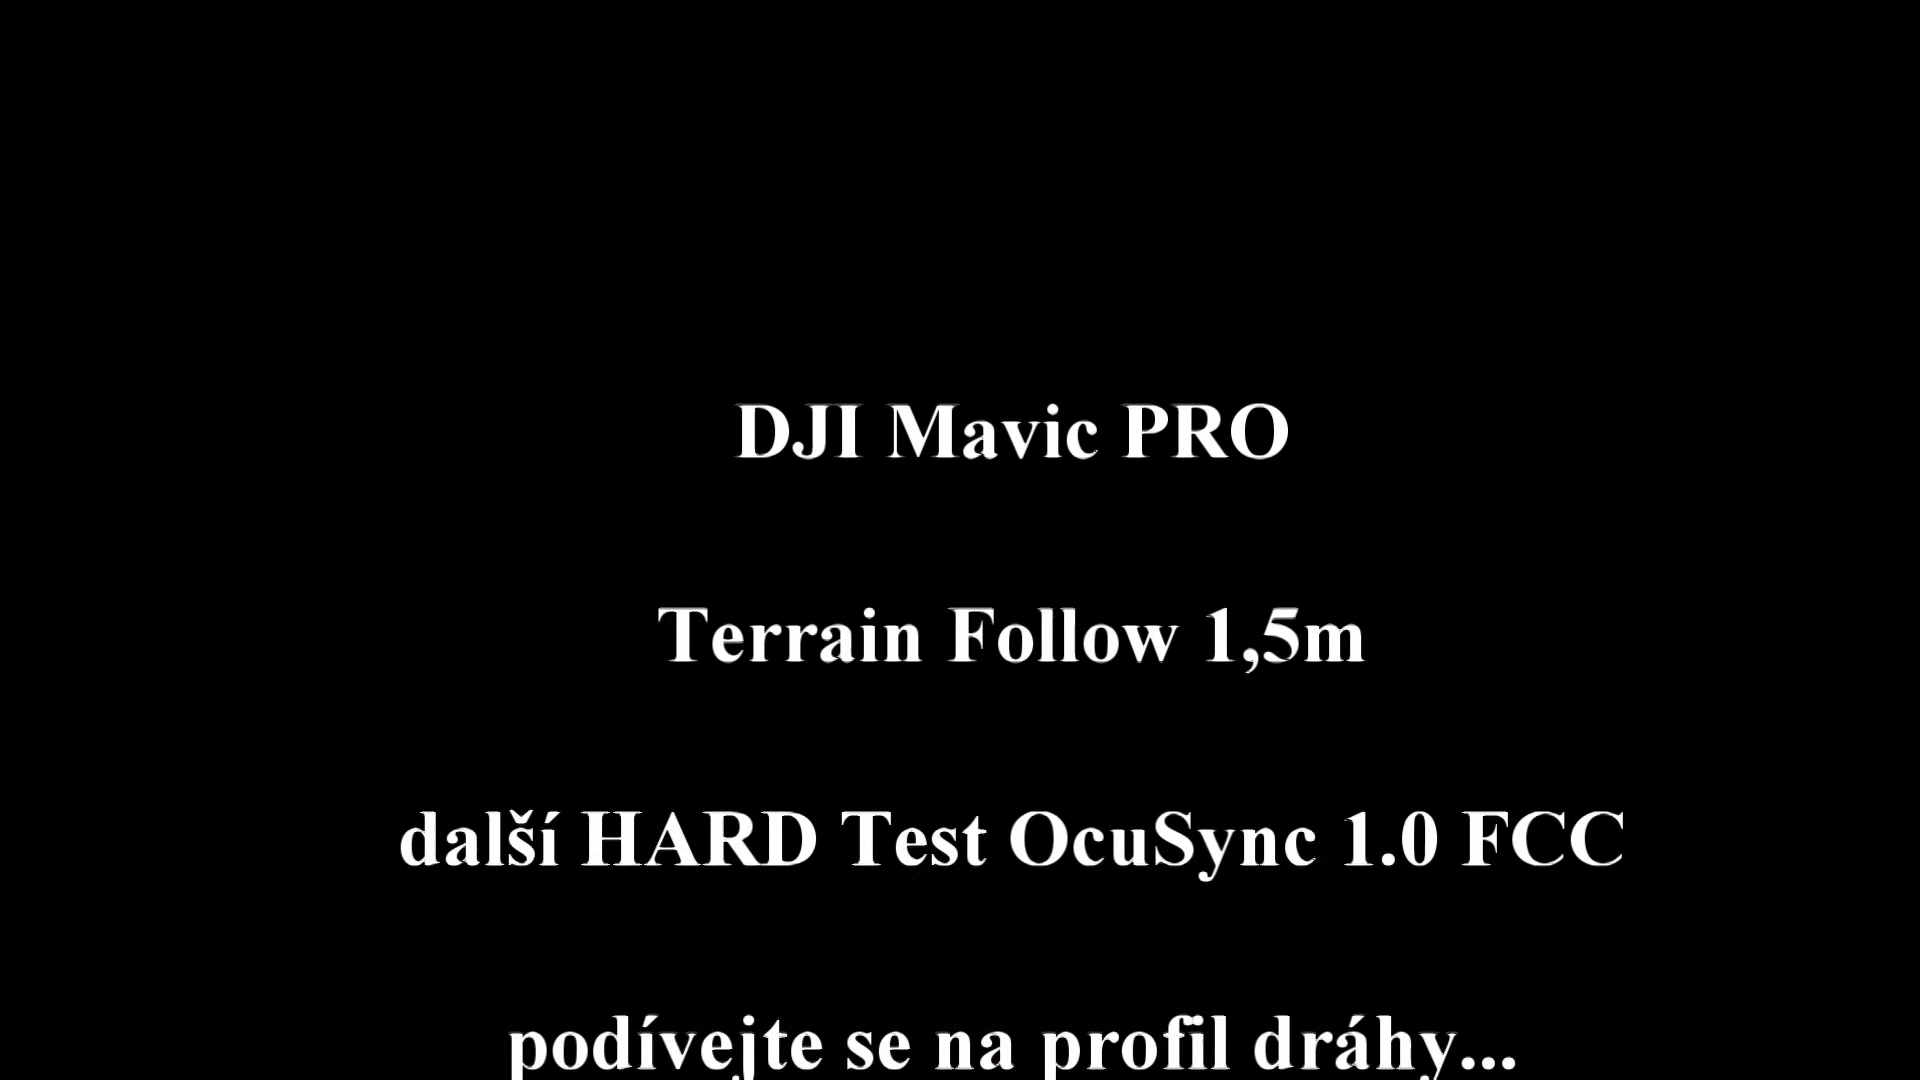 DJI Mavic PRO
Terrain Follow 1,5m
další HARD Test OcuSync 1.0 FCC
podívejte se na profil dráhy...